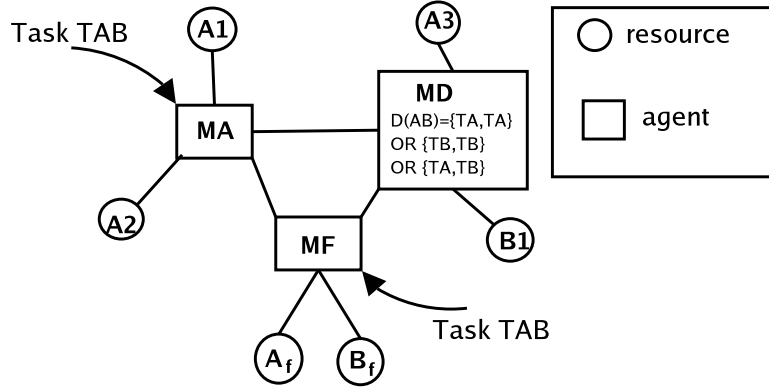 Task TAB
A1
A3
resource
MD
D(AB)={TA,TA}
OR {TB,TB}
OR {TA,TB}
agent
MA
A2
MF
B1
Task TAB
Af
Bf